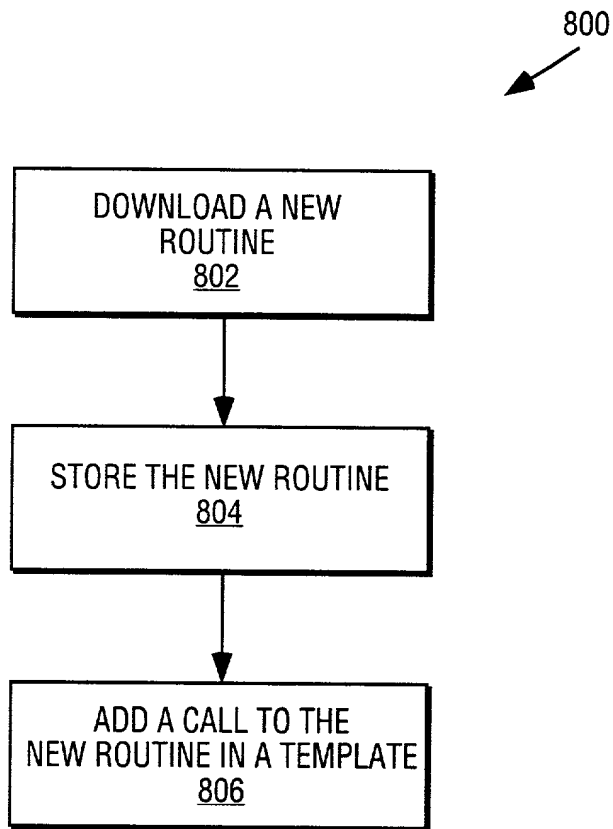 800
DOWNLOAD A NEW
ROUTINE
802
STORE THE NEW ROUTINE
804
ADD A CALL TO THE
NEW ROUTINE IN A TEMPLATE
806